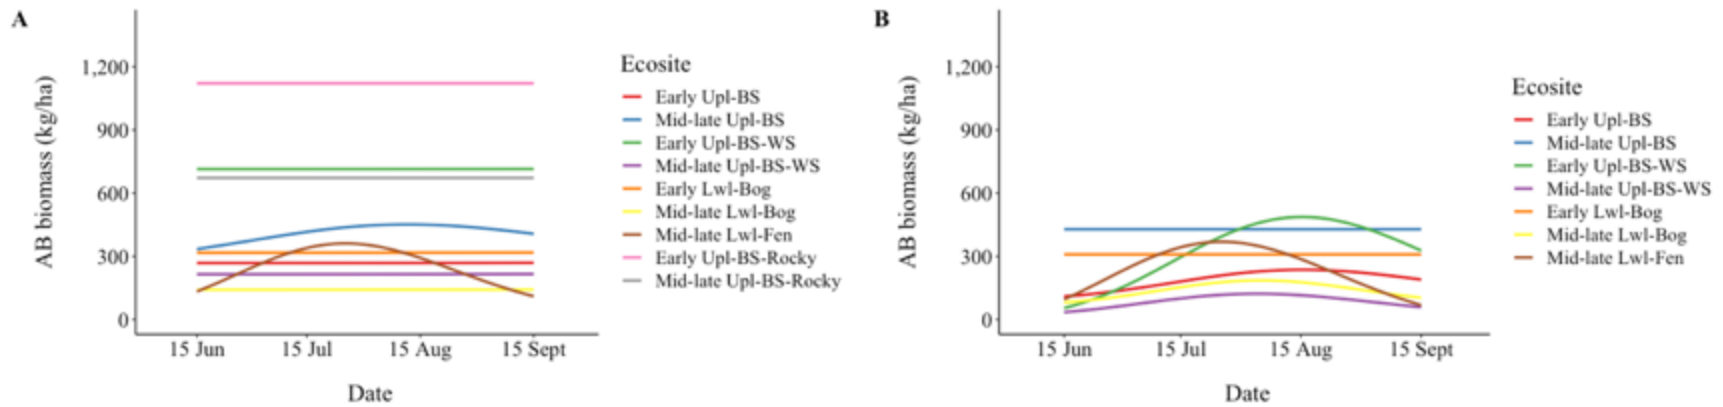 A
AB biomass (kg/ha)
1,200
900
600
300
0
15 Jun
15 Jul
15 Aug
15 Sept
Date
Ecosite
Early Upl-BS
Mid-late Upl-BS
Early Upl-BS-WS
Mid-late Upl-BS-WS
Early Lwl-Bog
Mid-late Lwl-Bog
Mid-late Lwl-Fen
Early Upl-BS-Rocky
Mid-late Upl-BS-Rocky
B
AB biomass (kg/ha)
1,200
900
600
300
0
15 Jun
15 Jul
15 Aug
15 Sept
Date
Ecosite
Early Upl-BS
Mid-late Upl-BS
Early Upl-BS-WS
Mid-late Upl-BS-WS
Early Lwl-Bog
Mid-late Lwl-Bog
Mid-late Lwl-Fen